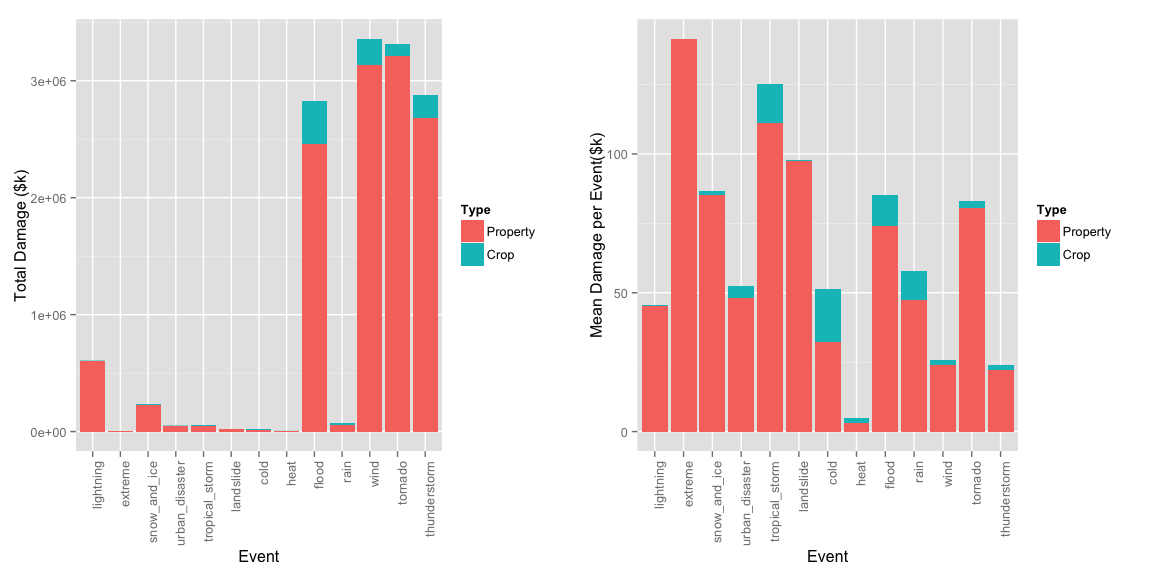 Total Damage ($k)
3e+06
2e+06
1e+06
0e+00
lightning
extreme
snow_and_ice
urban_disaster
tropical_storm
landslide
cold
heat
flood
rain
wind
tornado
thunderstorm
Event
Type
Property
Crop
Mean Damage per Event($k)
100
50
0
lightning
extreme
snow_and_ice
urban_disaster
tropical_storm
landslide
cold
heat
flood
rain
wind
tornado
thunderstorm
Event
Type
Property
Crop